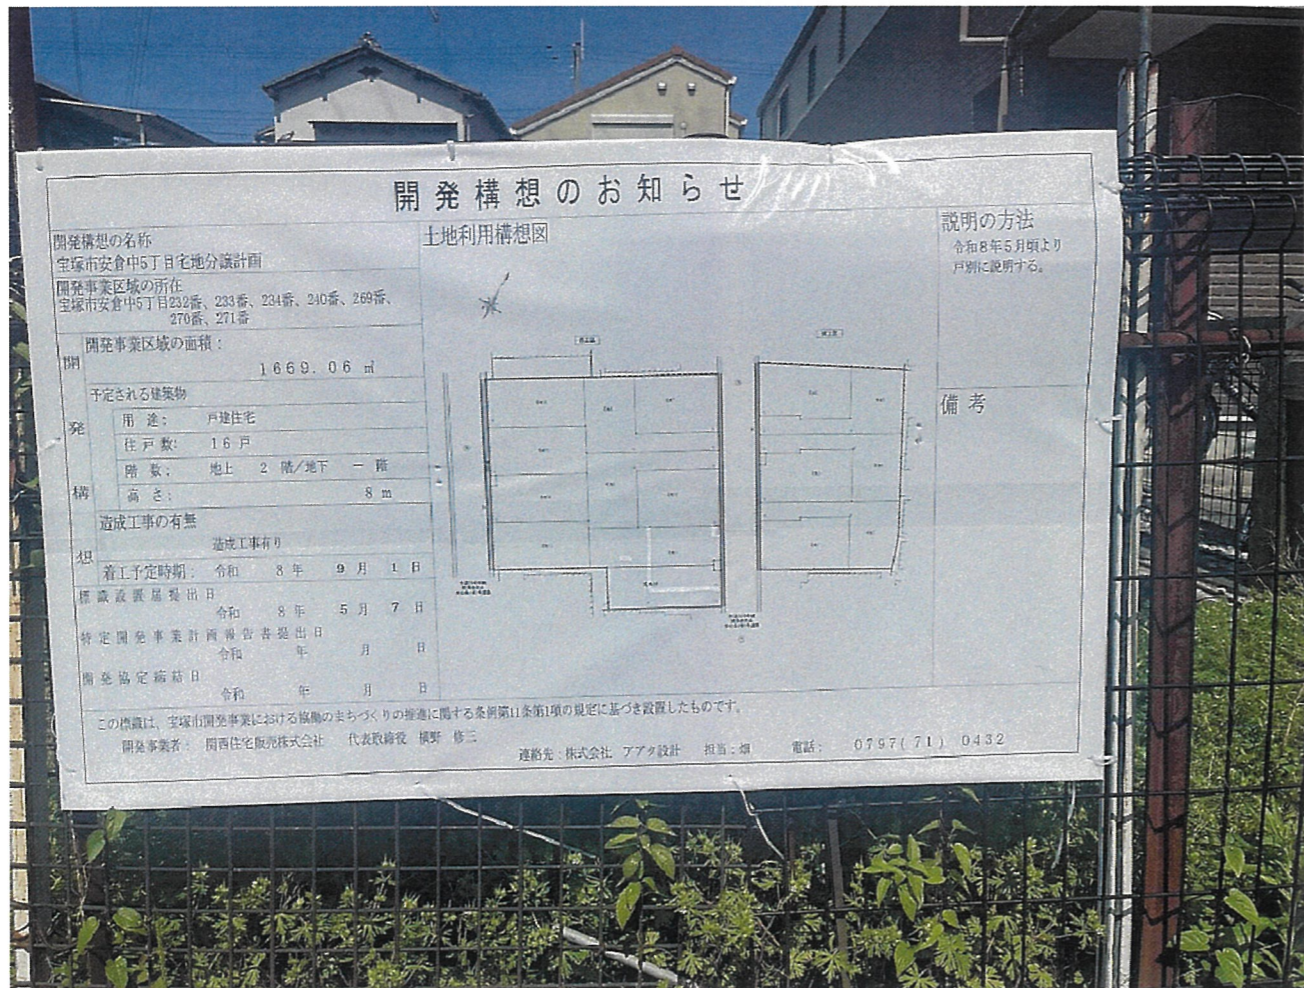 開発構想のお知らせ
開発構想の名称
宝塚市安倉中5丁目宅地分譲計画
開発事業区域の所在
宝塚市安倉中5丁目232番、233番、234番、240番、269番、
270番、271番
開発構想
開発事業区域の面積：
1669.06 ㎡
予定される建築物
用途： 戸建住宅
住戸数： 16戸
階数： 地上 2 階／地下 ー 階
高さ： 8 m
造成工事の有無
造成工事有り
着工予定時期： 令和 8年 9月 1日
標識設置届提出日
令和 8年 5月 7日
特定開発事業計画報告書提出日
令和 年 月 日
開発協定締結日
令和 年 月 日
土地利用構想図
説明の方法
令和8年5月頃より
戸別に説明する。
備考
この標識は、宝塚市開発事業における協働のまちづくりの推進に関する条例第11条第1項の規定に基づき設置したものです。
開発事業者： 関西住宅販売株式会社 代表取締役 横野 修三
連絡先：株式会社 アアタ設計 担当：畑 電話： 0797(71) 0432